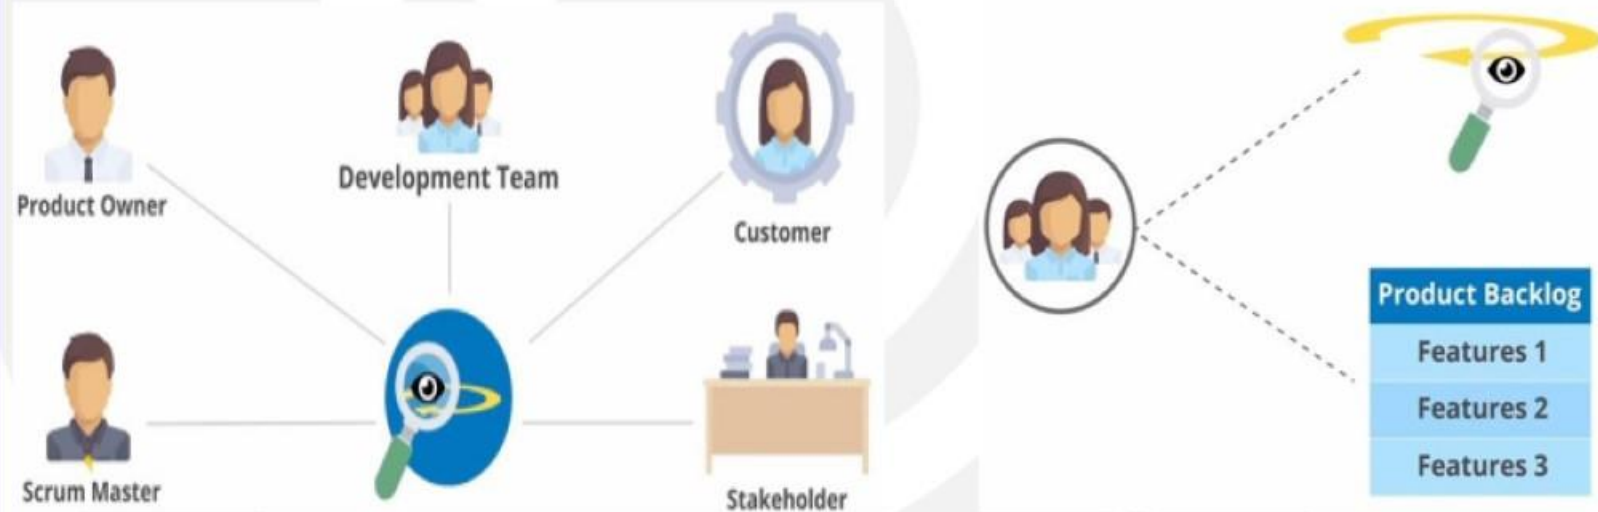 Product Owner
Development Team
Customer
Scrum Master
Stakeholder
Product Backlog
Features 1
Features 2
Features 3